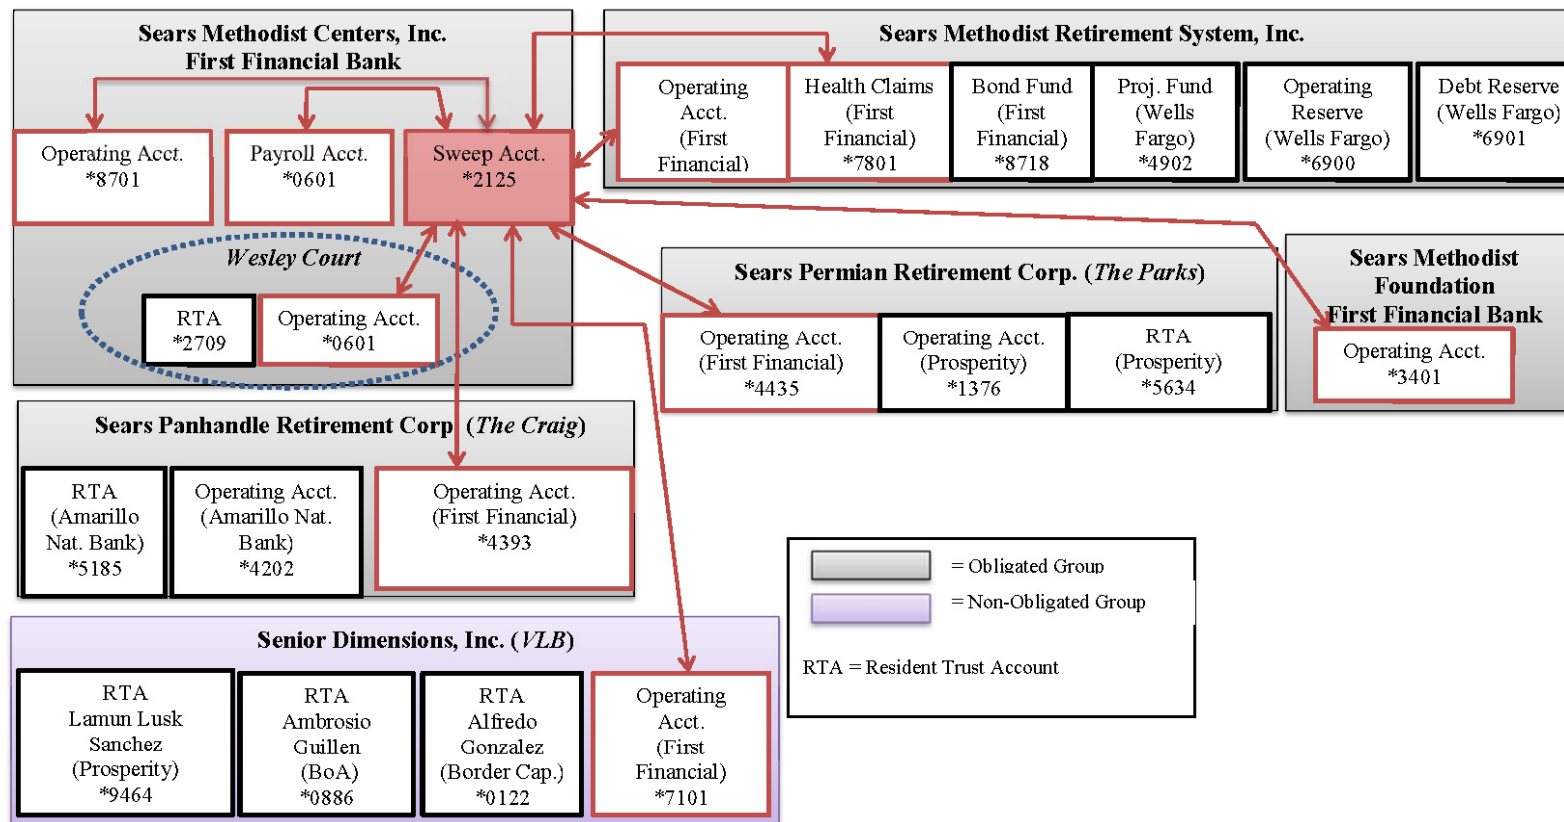 Sears Methodist Centers, Inc.
First Financial Bank
Operating Acct.
*8701
Payroll Acct.
*0601
Sweep Acct.
*2125
Wesley Court
RTA
*2709
Operating Acct.
*0601
Sears Methodist Retirement System, Inc.
Operating
Acct.
(First
Financial)
Health Claims
(First
Financial)
*7801
Bond Fund
(First
Financial)
*8718
Proj. Fund
(Wells
Fargo)
*4902
Operating
Reserve
(Wells Fargo)
*6900
Debt Reserve
(Wells Fargo)
*6901
Sears Permian Retirement Corp. (The Parks)
Operating Acct.
(First Financial)
*4435
Operating Acct.
(Prosperity)
*1376
RTA
(Prosperity)
*5634
Sears Methodist
Foundation
First Financial Bank
Operating Acct.
*3401
Sears Panhandle Retirement Corp. (The Craig)
RTA
(Amarillo
Nat. Bank)
*5185
Operating Acct.
(Amarillo Nat.
Bank)
*4202
Operating Acct.
(First Financial)
*4393
Senior Dimensions, Inc. (VLB)
RTA
Lamun Lusk
Sanchez
(Prosperity)
*9464
RTA
Ambrosio
Guillen
(BoA)
*0886
RTA
Alfredo
Gonzalez
(Border Cap.)
*0122
Operating
Acct.
(First
Financial)
*7101
= Obligated Group
= Non-Obligated Group
RTA = Resident Trust Account